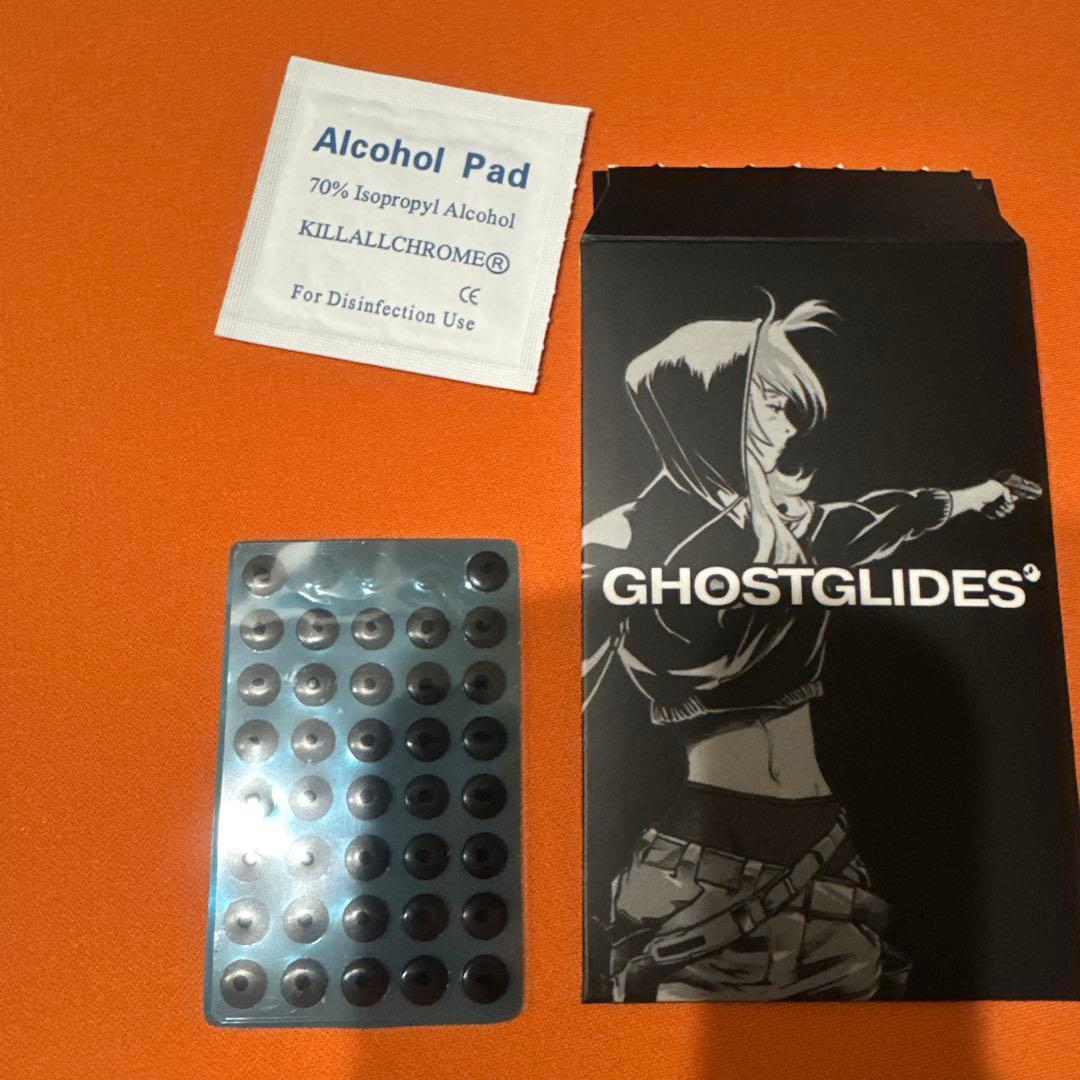 Alcohol Pad
70% Isopropyl Alcohol
KILLALLCHROME®
CE
For Disinfection Use
GHOSTGLIDES